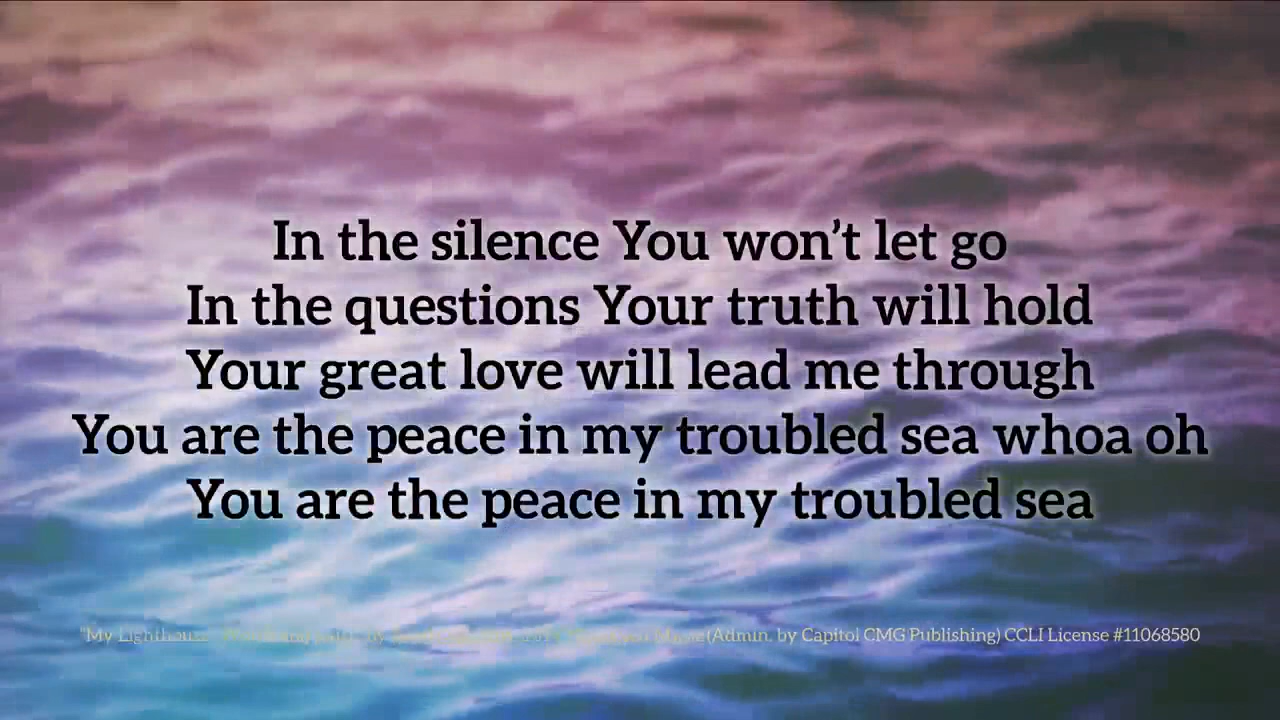 In the silence You won’t let go
In the questions Your truth will hold
Your great love will lead me through
You are the peace in my troubled sea whoa oh
You are the peace in my troubled sea
"My Lighthouse" (Admin. by Capitol CMG Publishing) CCLI License #11068580